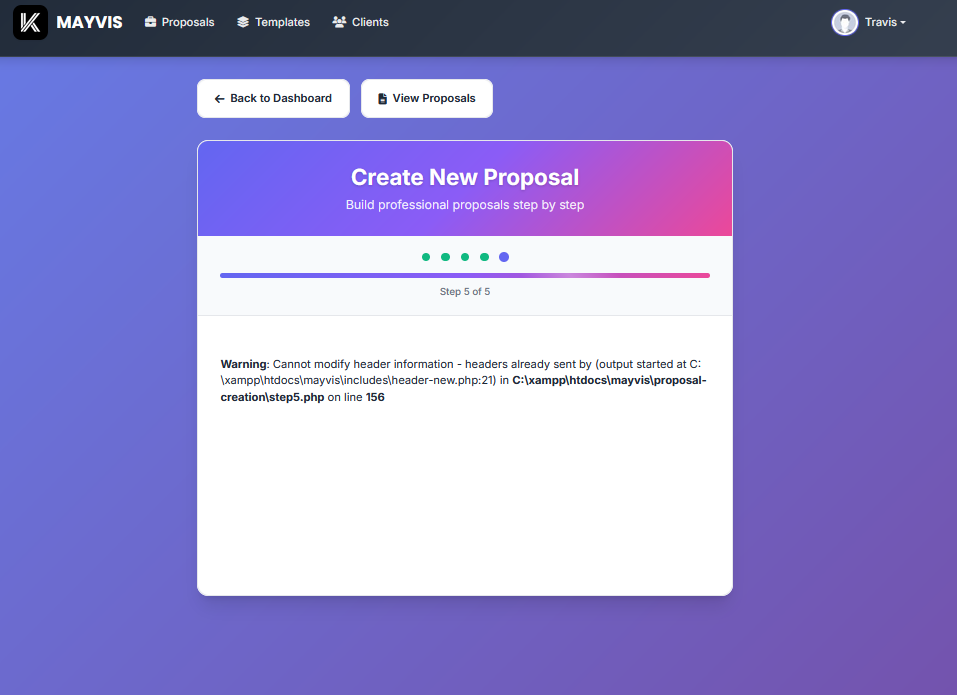 MAYVIS Proposals Templates Clients Travis
Back to Dashboard View Proposals
Create New Proposal
Build professional proposals step by step
Step 5 of 5
Warning: Cannot modify header information - headers already sent by (output started at C:
\xampp\htdocs\mayvis\includes\header-new.php:21) in C:\xampp\htdocs\mayvis\proposal-
creation\step5.php on line 156